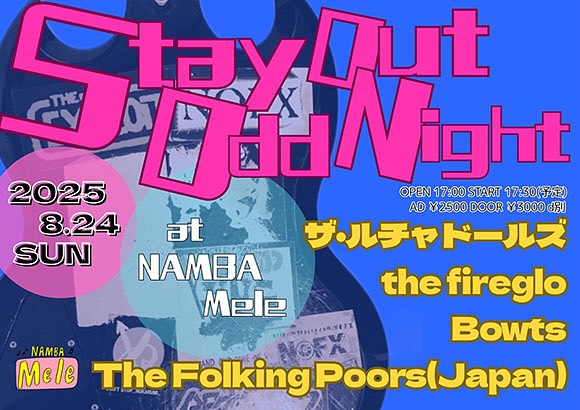 Stay Out
Odd Night
OPEN 17:00 START 17:30(予定)
AD ¥2500 DOOR ¥3000 d別
2025
8.24
SUN
at
NAMBA
Mele
ザ・ルチャドールズ
the fireglo
Bowts
The Folking Poors(Japan)
NAMBA
Mele
THE
NOFX
NOFX